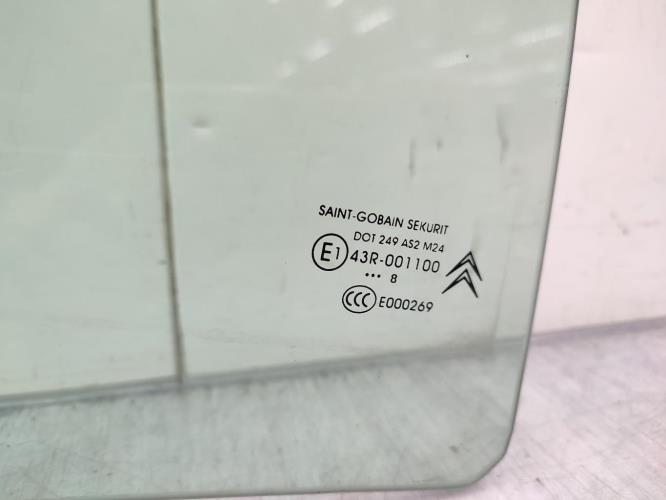 SAINT-GOBAIN SEKURIT
DOT 249 AS2 M24
E1 43R-001100
••• 8
CCC E000269